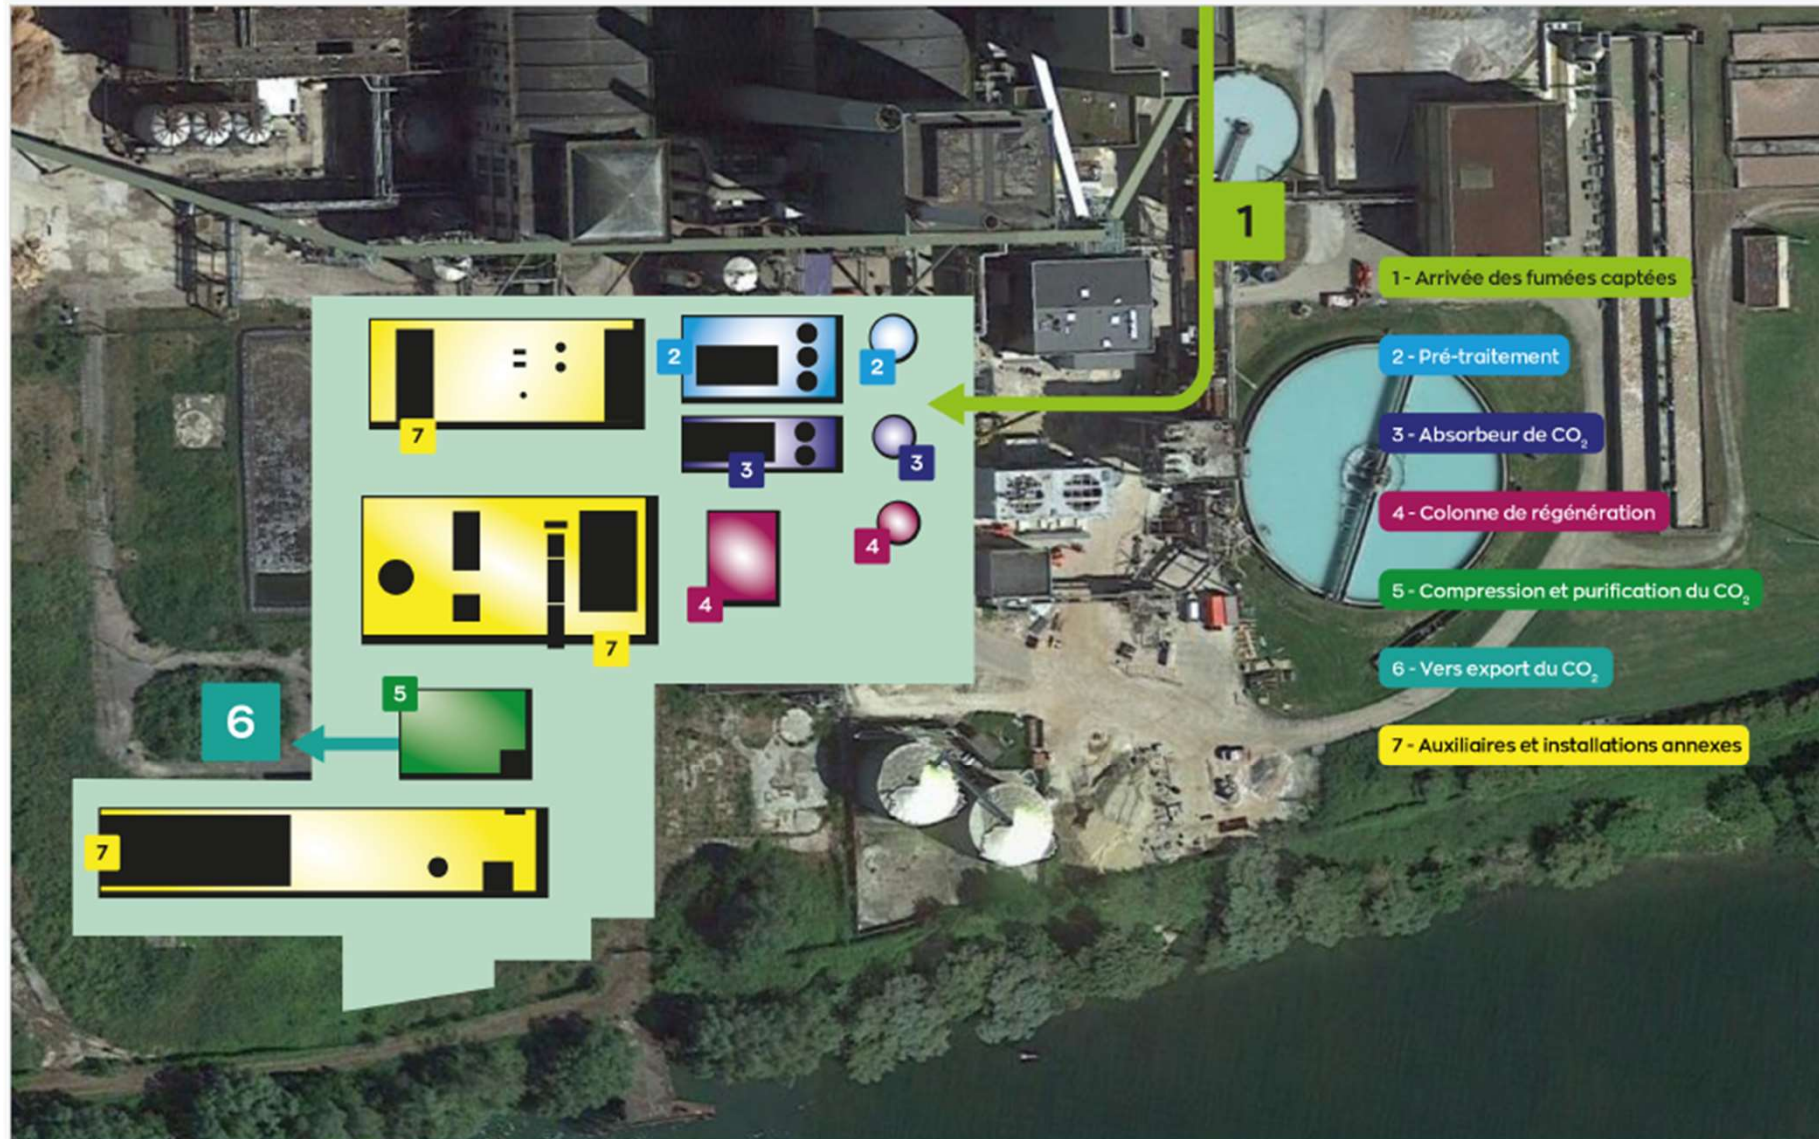 1
1 - Arrivée des fumées captées
2
2
2 - Pré-traitement
7
3
3
3 - Absorbeur de CO₂
4
4
4 - Colonne de régénération
7
5
5 - Compression et purification du CO₂
6
6 - Vers export du CO₂
7
7 - Auxiliaires et installations annexes